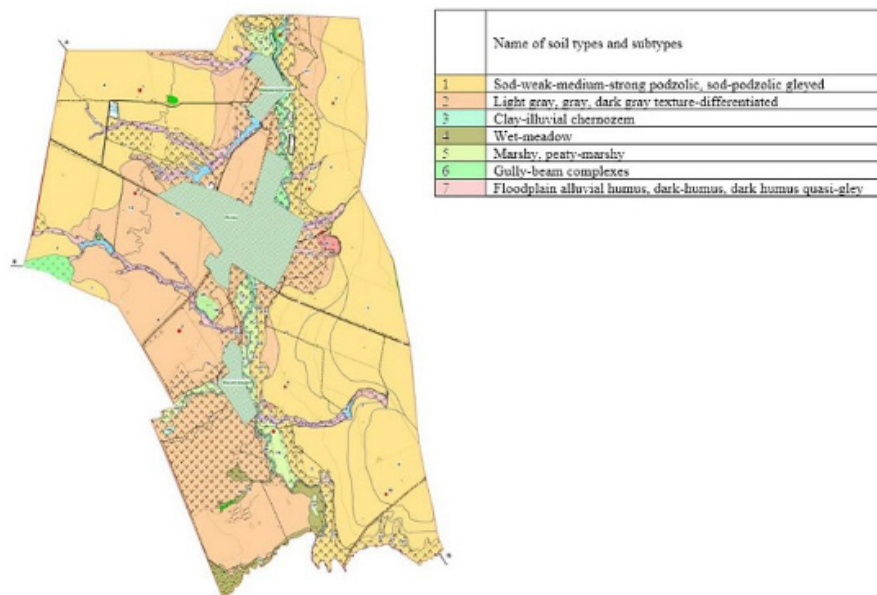 Name of soil types and subtypes
1 Sod-weak-medium-strong podzolic, sod-podzolic gleyed
2 Light gray, gray, dark gray texture-differentiated
3 Clay-illuvial chernozem
4 Wet-meadow
5 Marshy, peaty-marshy
6 Gully-beam complexes
7 Floodplain alluvial humus, dark-humus, dark humus quasi-gley